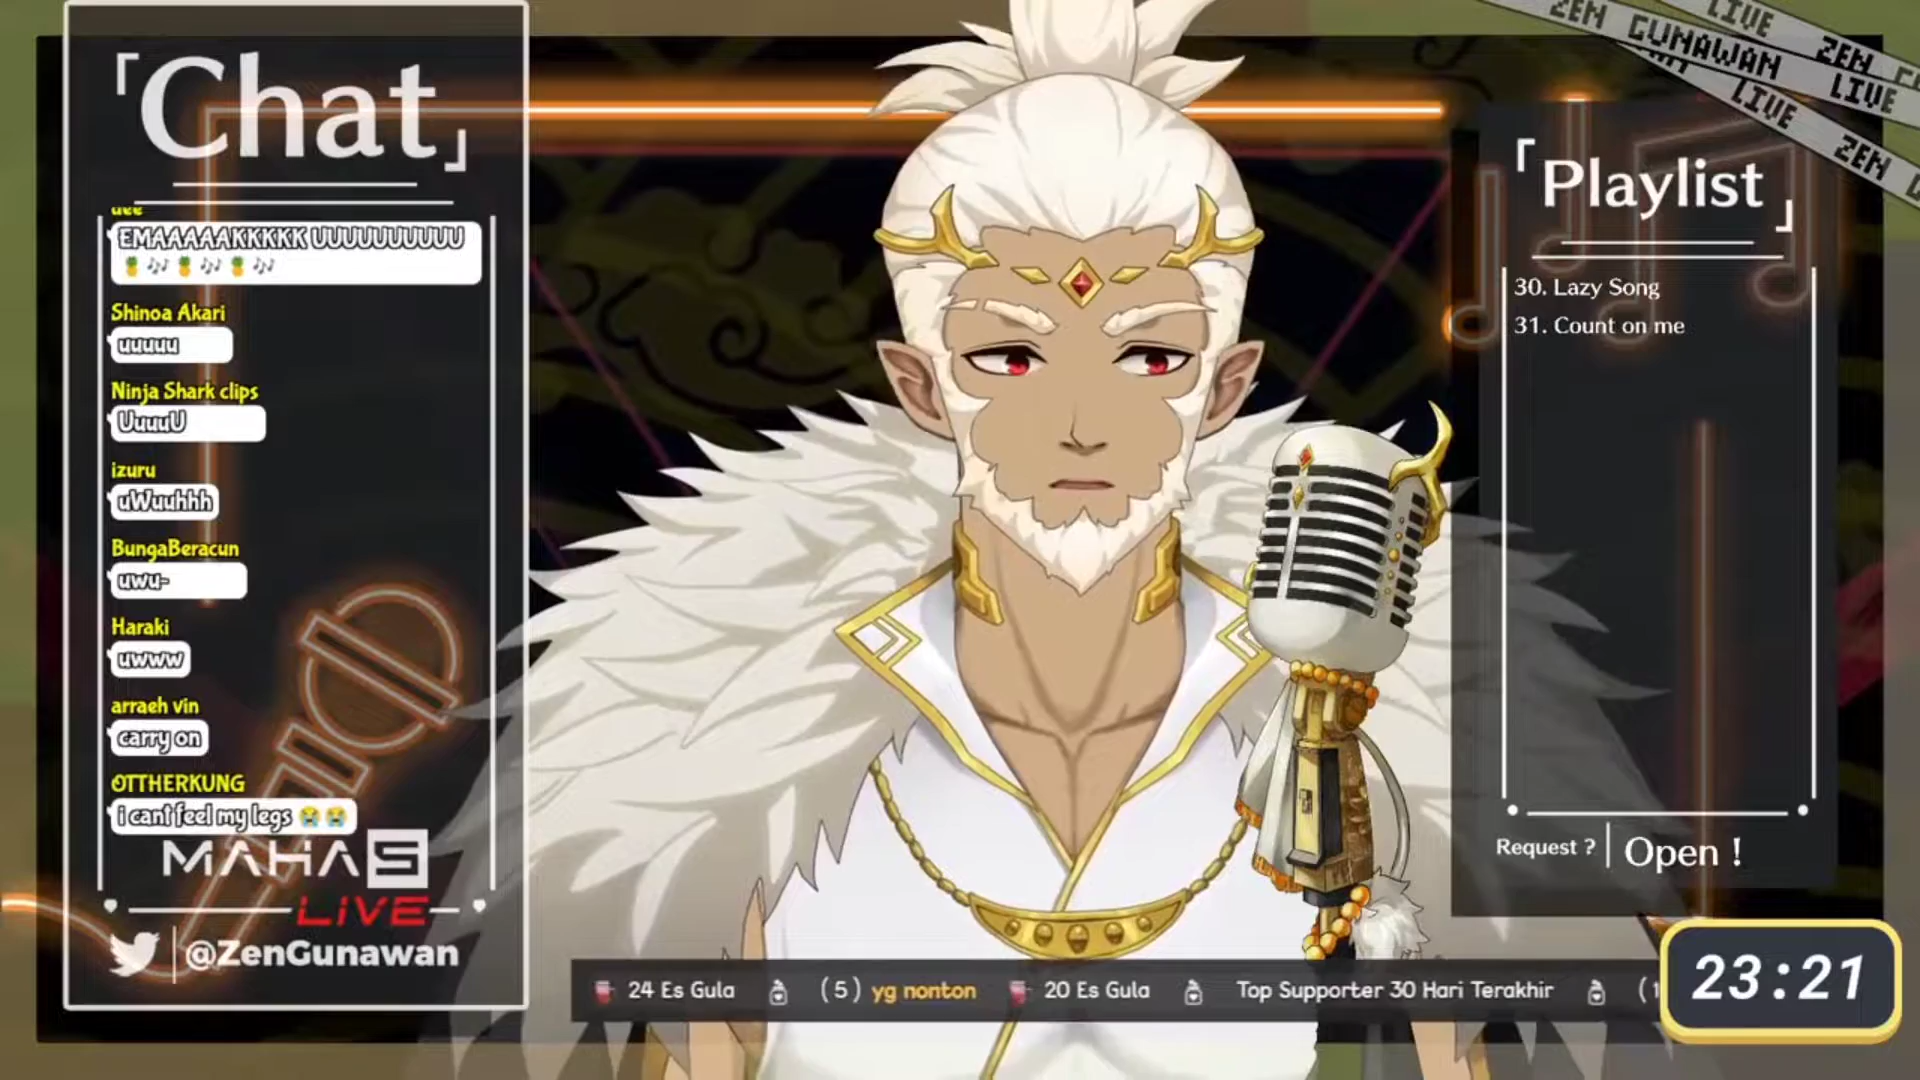 「Chat」
EMAAAAAKKKKK UUUUUUUUUU
Shinoa Akari
uuuuu
Ninja Shark clips
UuuuU
izuru
uWuuhhh
BungaBeracun
uwu-
Haraki
uwww
arraeh vin
carry on
OTTHERKUNG
i cant feel my legs 😭😭
MAHA5
LiVE
@ZenGunawan
ZEN GUNAWAN LIVE
LIVE ZEN
LIVE ZEN
「Playlist」
30. Lazy Song
31. Count on me
Request ? Open !
24 Es Gula (5) yg nonton 20 Es Gula Top Supporter 30 Hari Terakhir
23:21